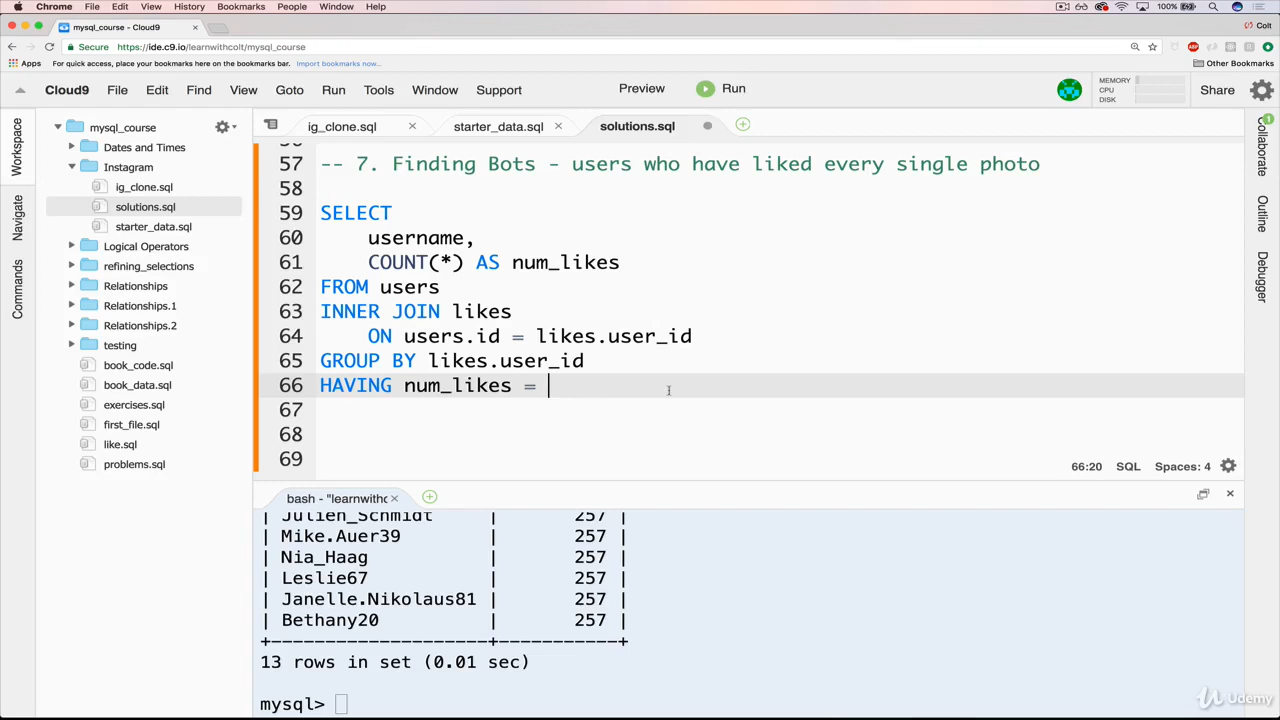 Chrome File Edit View History Bookmarks People Window Help 100%
mysql_course - Cloud9 Colt
Secure https://ide.c9.io/learnwithcolt/mysql_course
Apps For quick access, place your bookmarks here on the bookmarks bar. Import bookmarks now... Other Bookmarks
Cloud9 File Edit Find View Goto Run Tools Window Support Preview Run MEMORY CPU DISK Share
Workspace
Navigate
Commands
mysql_course
Dates and Times
Instagram
ig_clone.sql
solutions.sql
starter_data.sql
Logical Operators
refining_selections
Relationships
Relationships.1
Relationships.2
testing
book_code.sql
book_data.sql
exercises.sql
first_file.sql
like.sql
problems.sql
ig_clone.sql starter_data.sql solutions.sql
57 -- 7. Finding Bots - users who have liked every single photo
58
59 SELECT
60 username,
61 COUNT(*) AS num_likes
62 FROM users
63 INNER JOIN likes
64 ON users.id = likes.user_id
65 GROUP BY likes.user_id
66 HAVING num_likes =
67
68
69
66:20 SQL Spaces: 4
bash - "learnwithc
| Julien_Schmidt | 257 |
| Mike.Auer39 | 257 |
| Nia_Haag | 257 |
| Leslie67 | 257 |
| Janelle.Nikolaus81 | 257 |
| Bethany20 | 257 |
+--------------------+-----------+
13 rows in set (0.01 sec)
mysql>
Collaborate 1
Outline
Debugger
Udemy